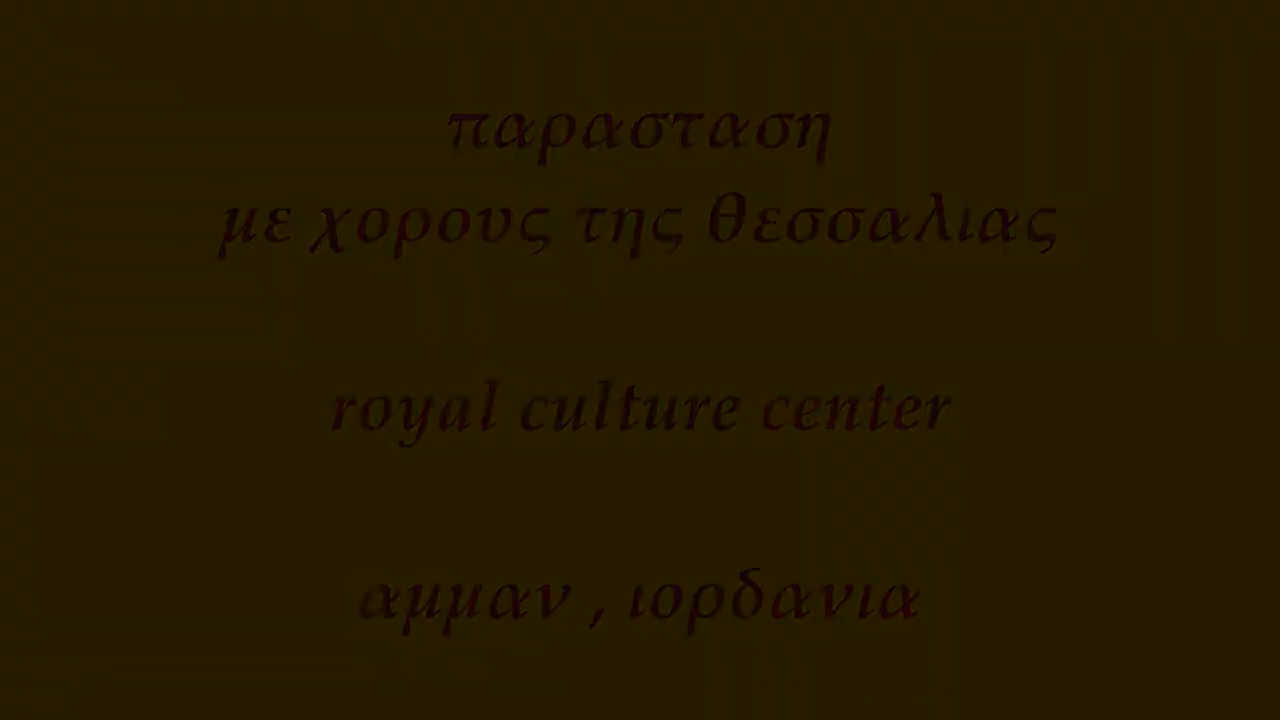 παρασταση
με χορους της θεσσαλιας
royal culture center
αμμαν , ιορδανια